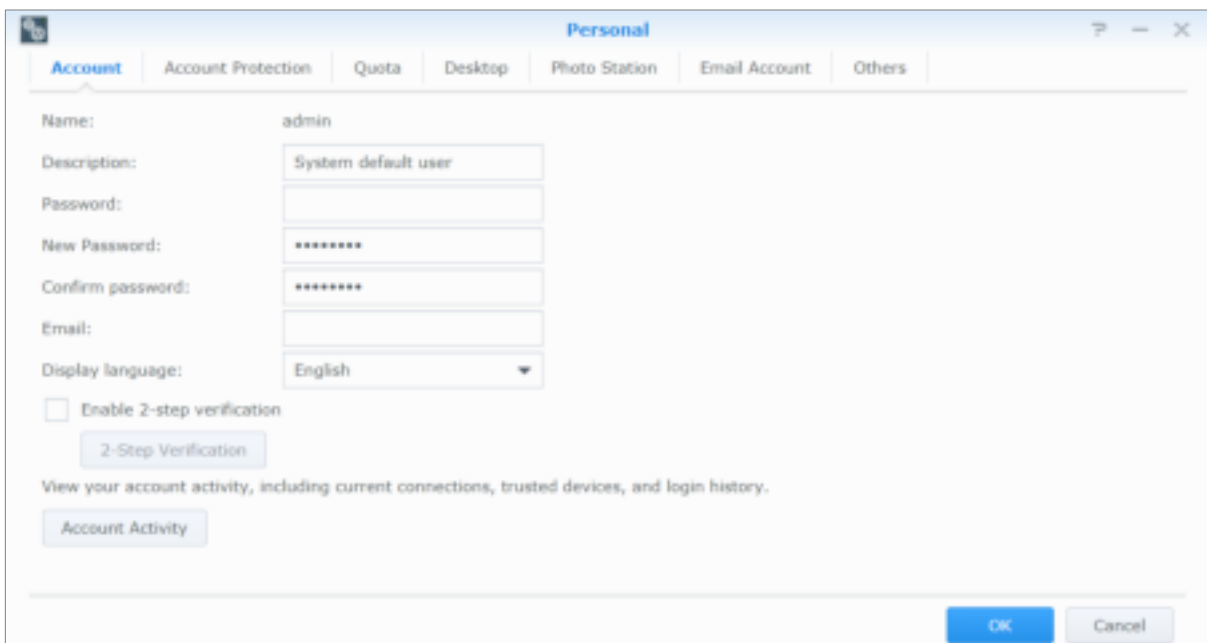 Personal
Account Account Protection Quota Desktop Photo Station Email Account Others
Name: admin
Description: System default user
Password:
New Password: ••••••••
Confirm password: ••••••••
Email:
Display language: English
Enable 2-step verification
2-Step Verification
View your account activity, including current connections, trusted devices, and login history.
Account Activity
OK Cancel